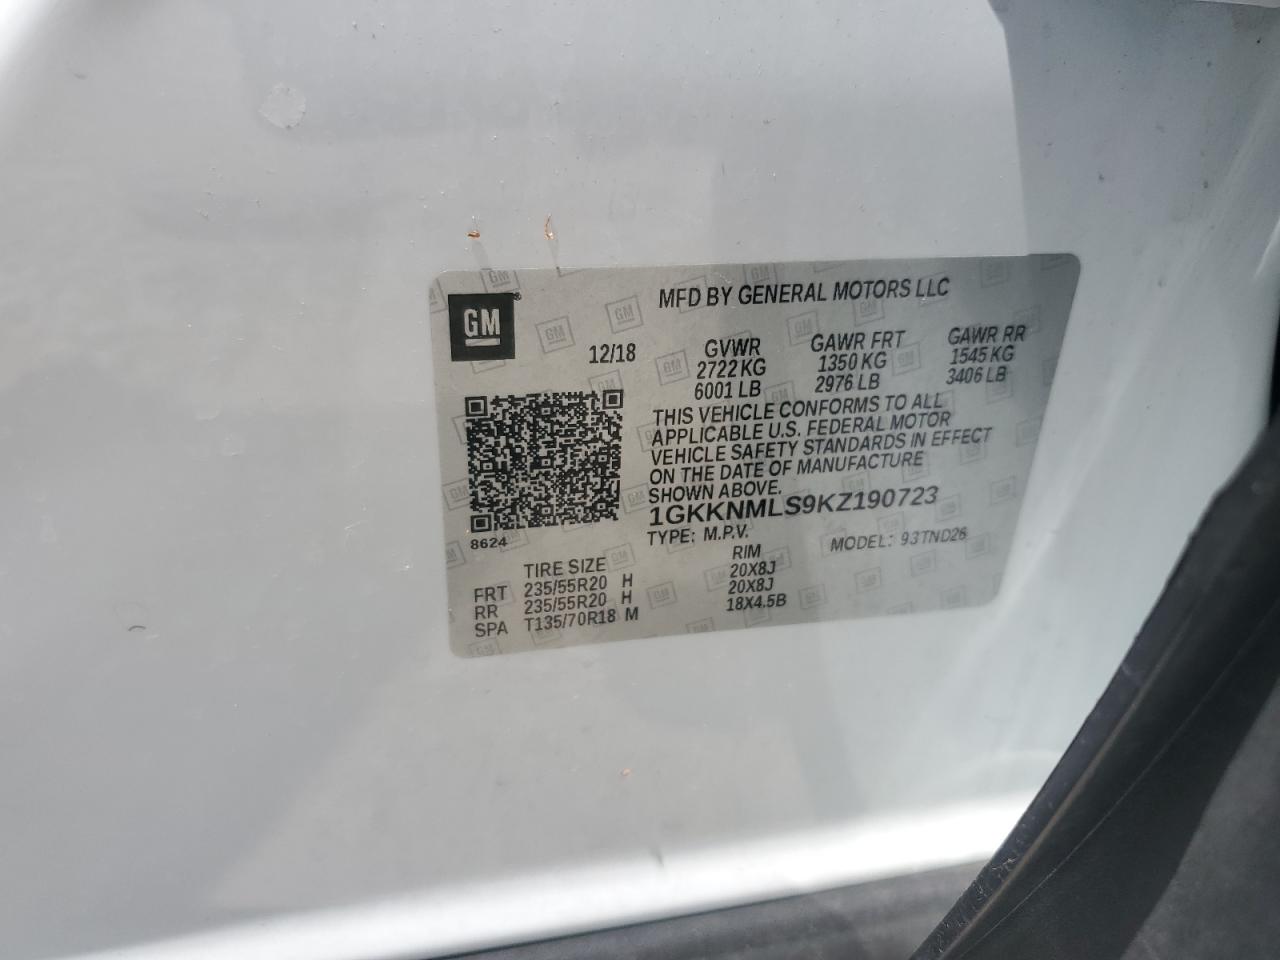 GM
MFD BY GENERAL MOTORS LLC
12/18
GVWR GAWR FRT GAWR RR
2722 KG 1350 KG 1545 KG
6001 LB 2976 LB 3406 LB
THIS VEHICLE CONFORMS TO ALL
APPLICABLE U.S. FEDERAL MOTOR
VEHICLE SAFETY STANDARDS IN EFFECT
ON THE DATE OF MANUFACTURE
SHOWN ABOVE.
1GKKNMLS9KZ190723
8624
TYPE: M.P.V. MODEL: 93TND26
TIRE SIZE RIM
FRT 235/55R20 H 20X8J
RR 235/55R20 H 20X8J
SPA T135/70R18 M 18X4.5B